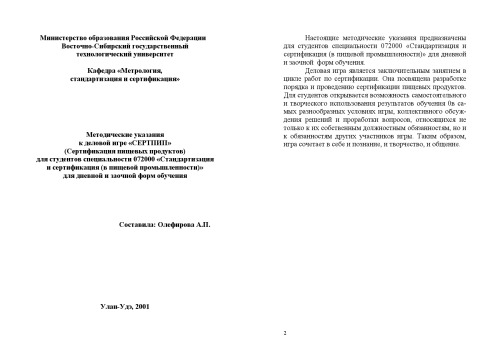 Министерство образования Российской Федерации
Восточно-Сибирский государственный
технологический университет
Кафедра «Метрология,
стандартизация и сертификация»
Методические указания
к деловой игре «СЕРТПИП»
(Сертификация пищевых продуктов)
для студентов специальности 072000 «Стандартизация
и сертификация (в пищевой промышленности)»
для дневной и заочной форм обучения
Составила: Олефирова А.П.
Улан-Удэ, 2001
Настоящие методические указания предназначены
для студентов специальности 072000 «Стандартизация и
сертификация (в пищевой промышленности)» для дневной
и заочной форм обучения.
Деловая игра является заключительным занятием в
цикле работ по сертификации. Она посвящена разработке
порядка и проведению сертификации пищевых продуктов.
Для студентов открывается возможность самостоятельного
и творческого использования результатов обучения 0в са-
мых разнообразных условиях игры, коллективного обсуж-
дения решений и проработки вопросов, относящихся не
только к их собственным должностным обязанностям, но и
к обязанностям других участников игры. Таким образом,
игра сочетает в себе и познание, и творчество, и общение.
2